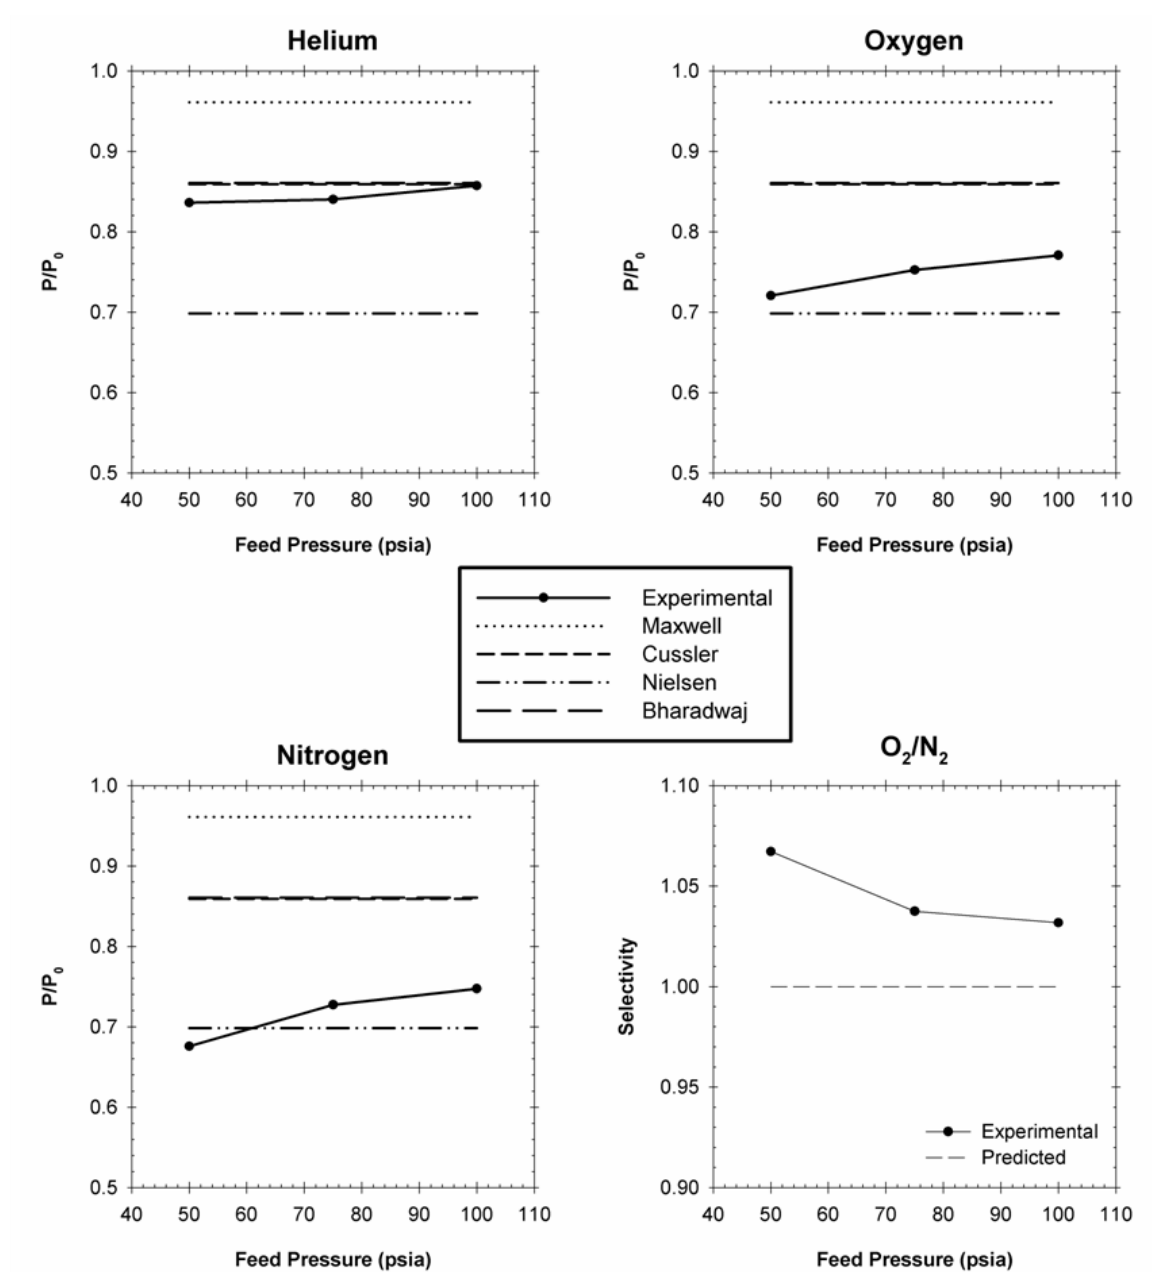 Helium
1.0
0.9
0.8
0.7
0.6
0.5
P/P0
40 50 60 70 80 90 100 110
Feed Pressure (psia)
Oxygen
1.0
0.9
0.8
0.7
0.6
0.5
P/P0
40 50 60 70 80 90 100 110
Feed Pressure (psia)
Experimental
Maxwell
Cussler
Nielsen
Bharadwaj
Nitrogen
1.0
0.9
0.8
0.7
0.6
0.5
P/P0
40 50 60 70 80 90 100 110
Feed Pressure (psia)
O2/N2
1.10
1.05
1.00
0.95
0.90
Selectivity
Experimental
Predicted
40 50 60 70 80 90 100 110
Feed Pressure (psia)